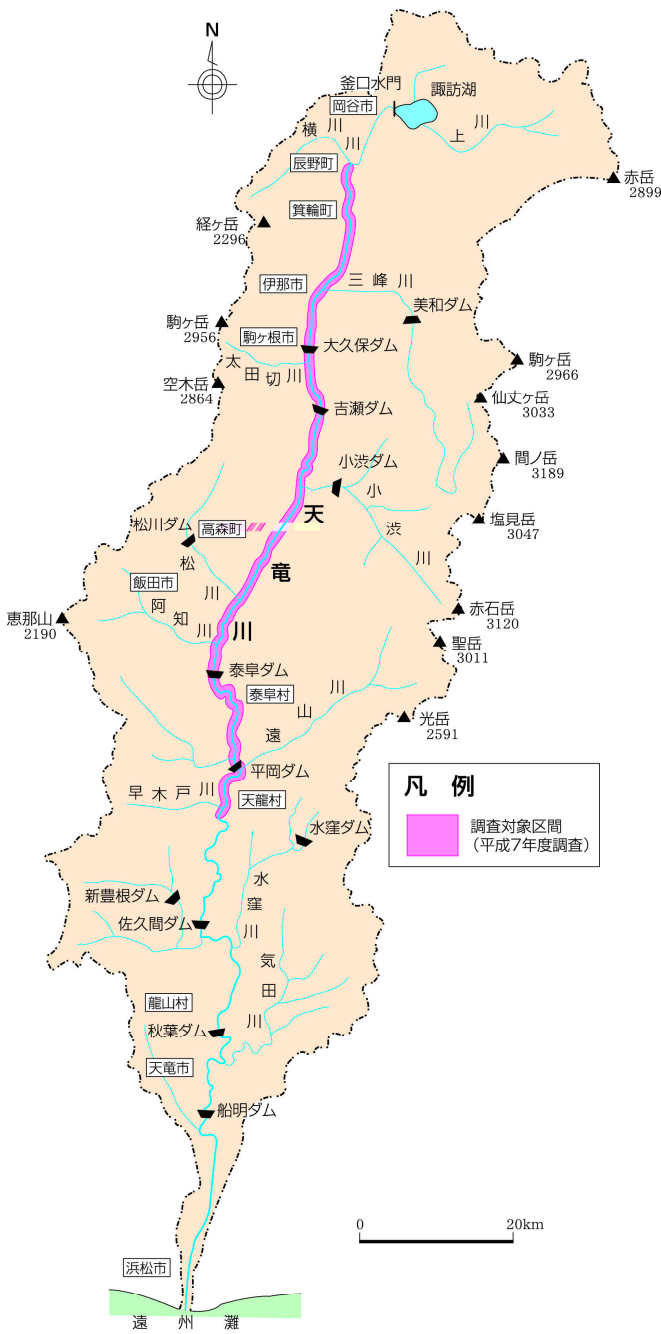 N
釜口水門
諏訪湖
岡谷市
横川川
上川
辰野町
赤岳
2899
箕輪町
経ヶ岳
2296
伊那市
三峰川
美和ダム
駒ヶ岳
2956
駒ヶ根市
大久保ダム
駒ヶ岳
2966
太田切川
空木岳
2864
仙丈ヶ岳
3033
吉瀬ダム
間ノ岳
3189
小渋ダム
小渋川
塩見岳
3047
松川ダム
高森町
天竜川
松川
飯田市
阿知川
恵那山
2190
赤石岳
3120
聖岳
3011
泰阜ダム
泰阜村
遠山川
光岳
2591
平岡ダム
早木戸川
天龍村
凡 例
調査対象区間
（平成7年度調査）
水窪ダム
新豊根ダム
水窪川
佐久間ダム
気田川
龍山村
秋葉ダム
天竜市
船明ダム
0 20km
浜松市
遠州灘